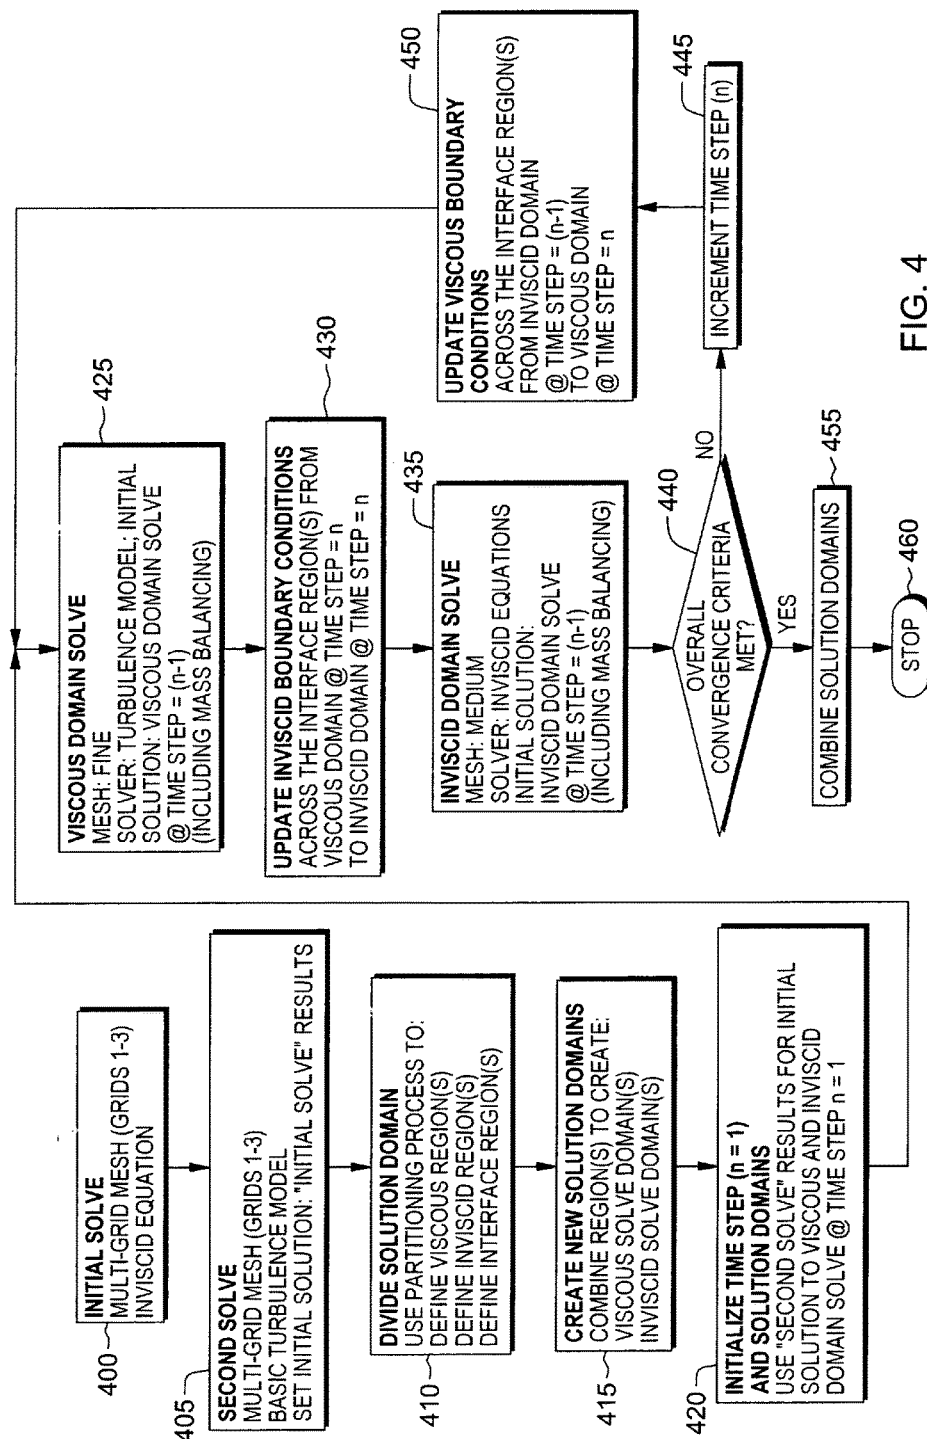 INITIAL SOLVE
MULTI-GRID MESH (GRIDS 1-3)
INVISCID EQUATION
400
SECOND SOLVE
MULTI-GRID MESH (GRIDS 1-3)
BASIC TURBULENCE MODEL
SET INITIAL SOLUTION: "INITIAL SOLVE" RESULTS
405
DIVIDE SOLUTION DOMAIN
USE PARTITIONING PROCESS TO:
DEFINE VISCOUS REGION(S)
DEFINE INVISCID REGION(S)
DEFINE INTERFACE REGION(S)
410
CREATE NEW SOLUTION DOMAINS
COMBINE REGION(S) TO CREATE:
VISCOUS SOLVE DOMAIN(S)
INVISCID SOLVE DOMAIN(S)
415
INITIALIZE TIME STEP (n = 1)
AND SOLUTION DOMAINS
USE "SECOND SOLVE" RESULTS FOR INITIAL
SOLUTION TO VISCOUS AND INVISCID
DOMAIN SOLVE @ TIME STEP n = 1
420
VISCOUS DOMAIN SOLVE
MESH: FINE
SOLVER: TURBULENCE MODEL; INITIAL
SOLUTION: VISCOUS DOMAIN SOLVE
@ TIME STEP = (n-1)
(INCLUDING MASS BALANCING)
425
UPDATE INVISCID BOUNDARY CONDITIONS
ACROSS THE INTERFACE REGION(S) FROM
VISCOUS DOMAIN @ TIME STEP = n
TO INVISCID DOMAIN @ TIME STEP = n
430
INVISCID DOMAIN SOLVE
MESH: MEDIUM
SOLVER: INVISCID EQUATIONS
INITIAL SOLUTION:
INVISCID DOMAIN SOLVE
@ TIME STEP = (n-1)
(INCLUDING MASS BALANCING)
435
OVERALL
CONVERGENCE CRITERIA
MET?
440
NO
YES
INCREMENT TIME STEP (n)
445
UPDATE VISCOUS BOUNDARY
CONDITIONS
ACROSS THE INTERFACE REGION(S)
FROM INVISCID DOMAIN
@ TIME STEP = (n-1)
TO VISCOUS DOMAIN
@ TIME STEP = n
450
COMBINE SOLUTION DOMAINS
455
STOP
460
FIG. 4